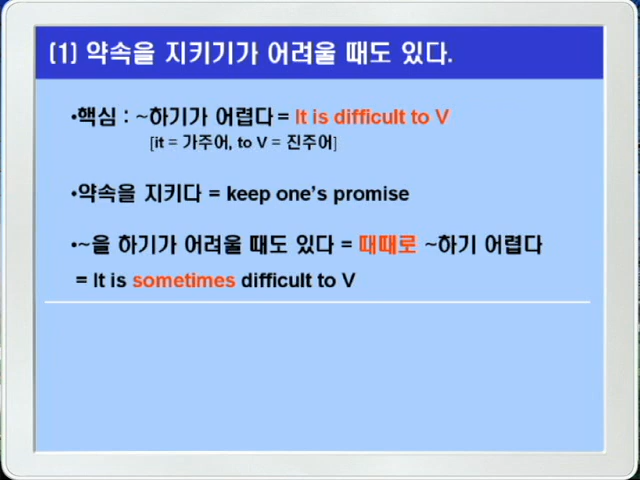 (1) 약속을 지키기가 어려울 때도 있다.
•핵심 : ~하기가 어렵다 = It is difficult to V
[it = 가주어, to V = 진주어]
•약속을 지키다 = keep one's promise
•~을 하기가 어려울 때도 있다 = 때때로 ~하기 어렵다
= It is sometimes difficult to V